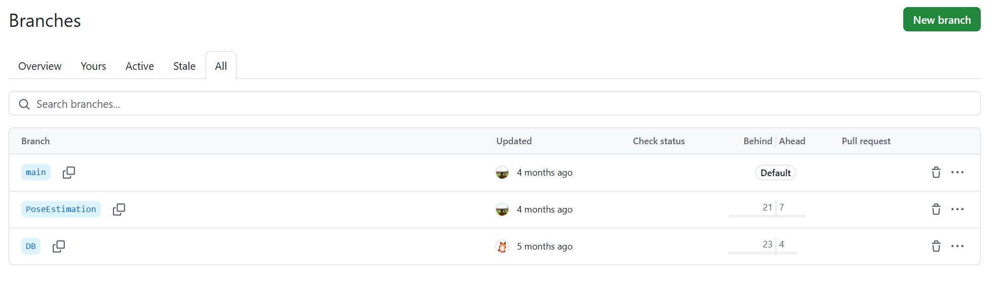 Branches
New branch
Overview Yours Active Stale All
Search branches...
Branch Updated Check status Behind Ahead Pull request
main 4 months ago Default
PoseEstimation 4 months ago 21 7
DB 5 months ago 23 4